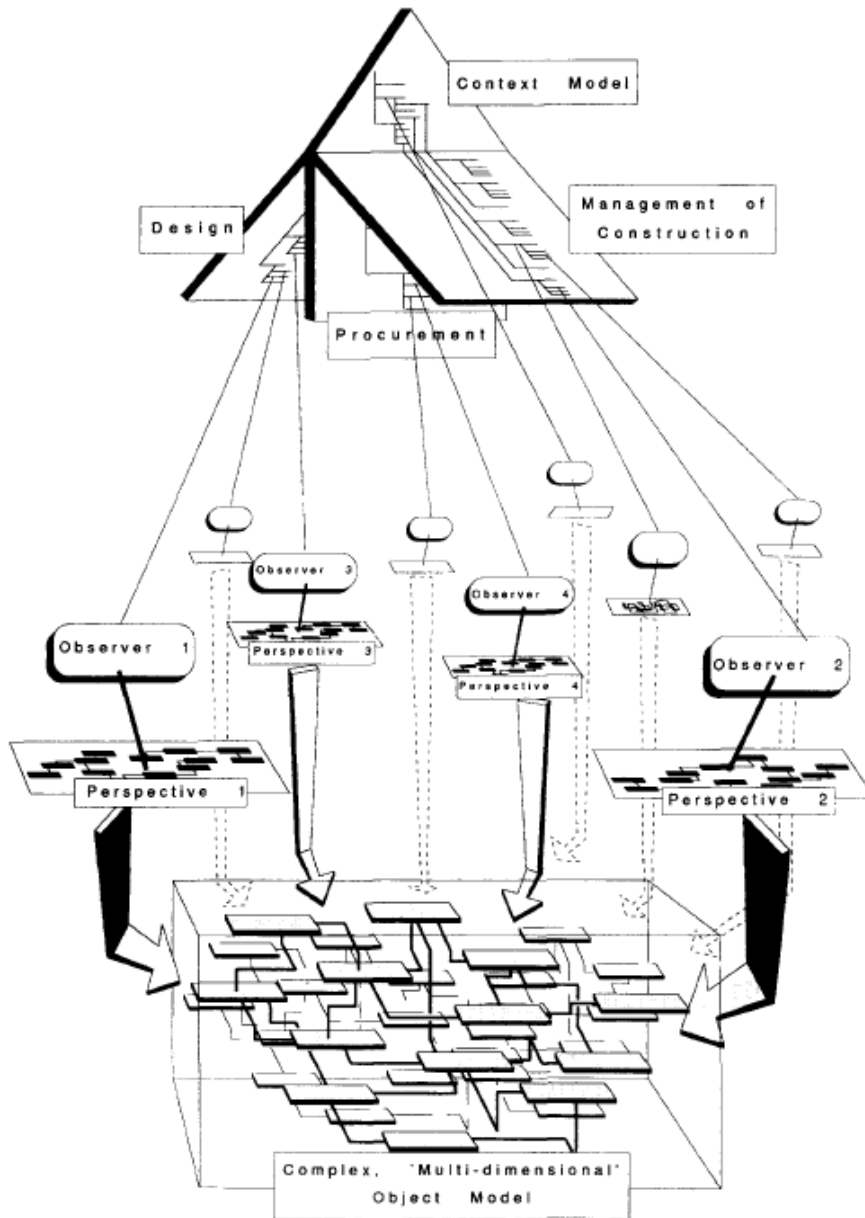 Context Model
Management of
Construction
Design
Procurement
Observer 3
Observer 4
Observer 1
Observer 2
Perspective 3
Perspective 4
Perspective 1
Perspective 2
Complex, "Multi-dimensional"
Object Model